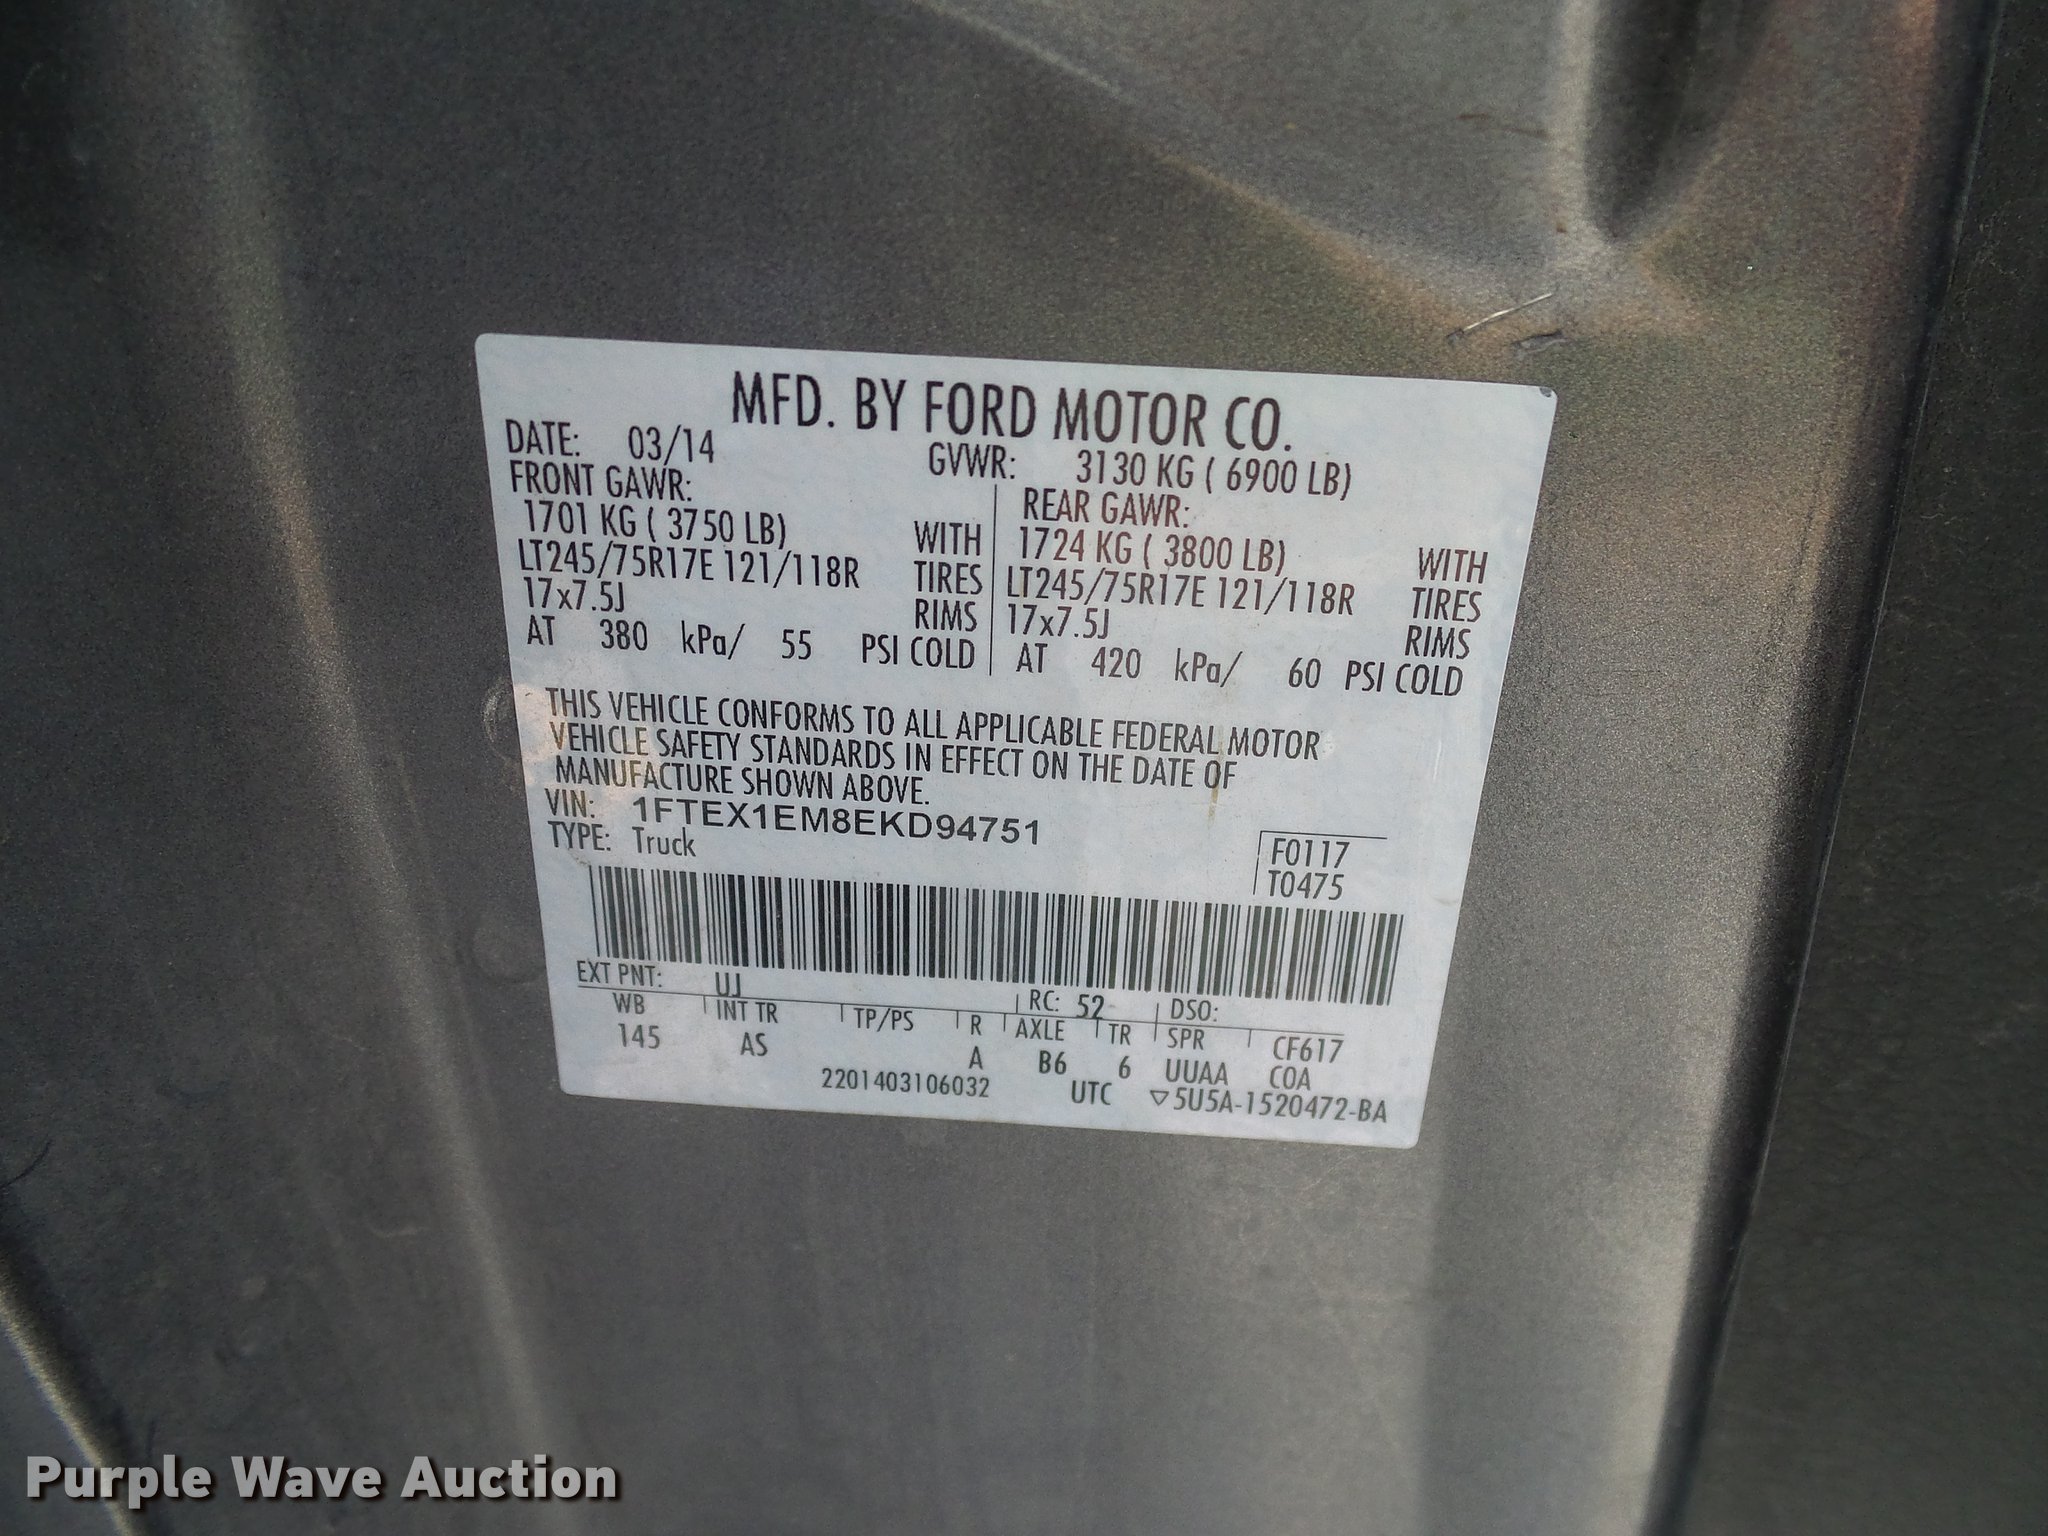 MFD. BY FORD MOTOR CO.
DATE: 03/14 GVWR: 3130 KG ( 6900 LB)
FRONT GAWR: REAR GAWR:
1701 KG ( 3750 LB) WITH 1724 KG ( 3800 LB) WITH
LT245/75R17E 121/118R TIRES LT245/75R17E 121/118R TIRES
17x7.5J RIMS 17x7.5J RIMS
AT 380 kPa/ 55 PSI COLD AT 420 kPa/ 60 PSI COLD
THIS VEHICLE CONFORMS TO ALL APPLICABLE FEDERAL MOTOR
VEHICLE SAFETY STANDARDS IN EFFECT ON THE DATE OF
MANUFACTURE SHOWN ABOVE.
VIN: 1FTEX1EM8EKD94751
TYPE: Truck
F0117
T0475
EXT PNT: UJ RC: 52 DSO:
WB INT TR TP/PS R AXLE TR SPR CF617
145 AS A B6 6 UUAA COA
2201403106032 UTC ▽5U5A-1520472-BA
Purple Wave Auction